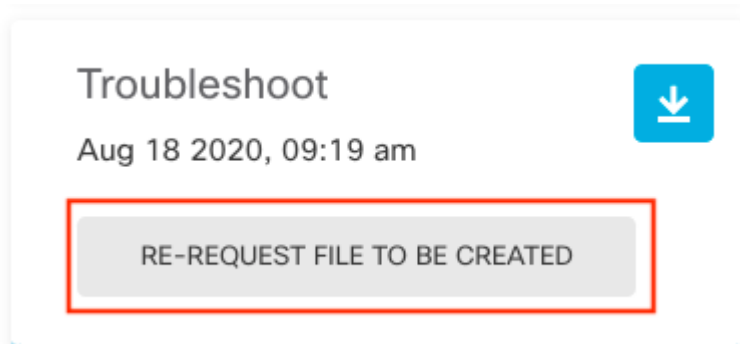 Troubleshoot
Aug 18 2020, 09:19 am
RE-REQUEST FILE TO BE CREATED